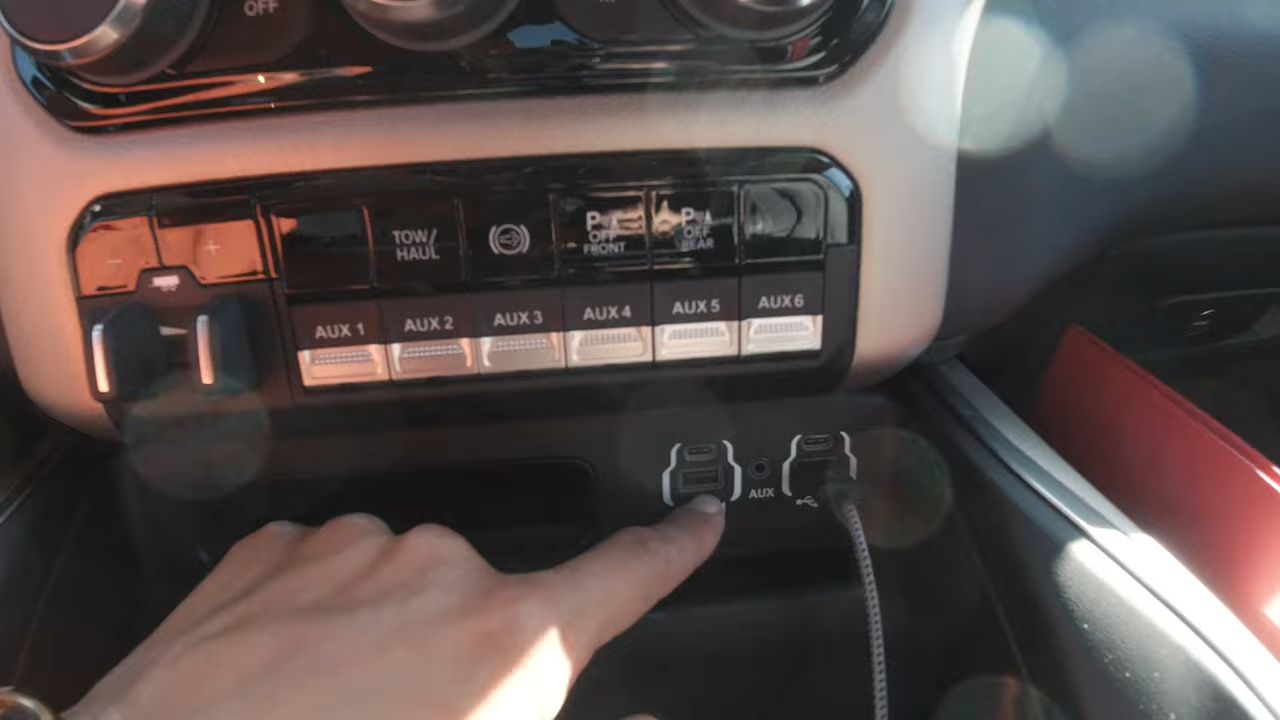 OFF
− +
TOW/
HAUL
P
OFF
FRONT
P
OFF
REAR
AUX 1 AUX 2 AUX 3 AUX 4 AUX 5 AUX 6
AUX